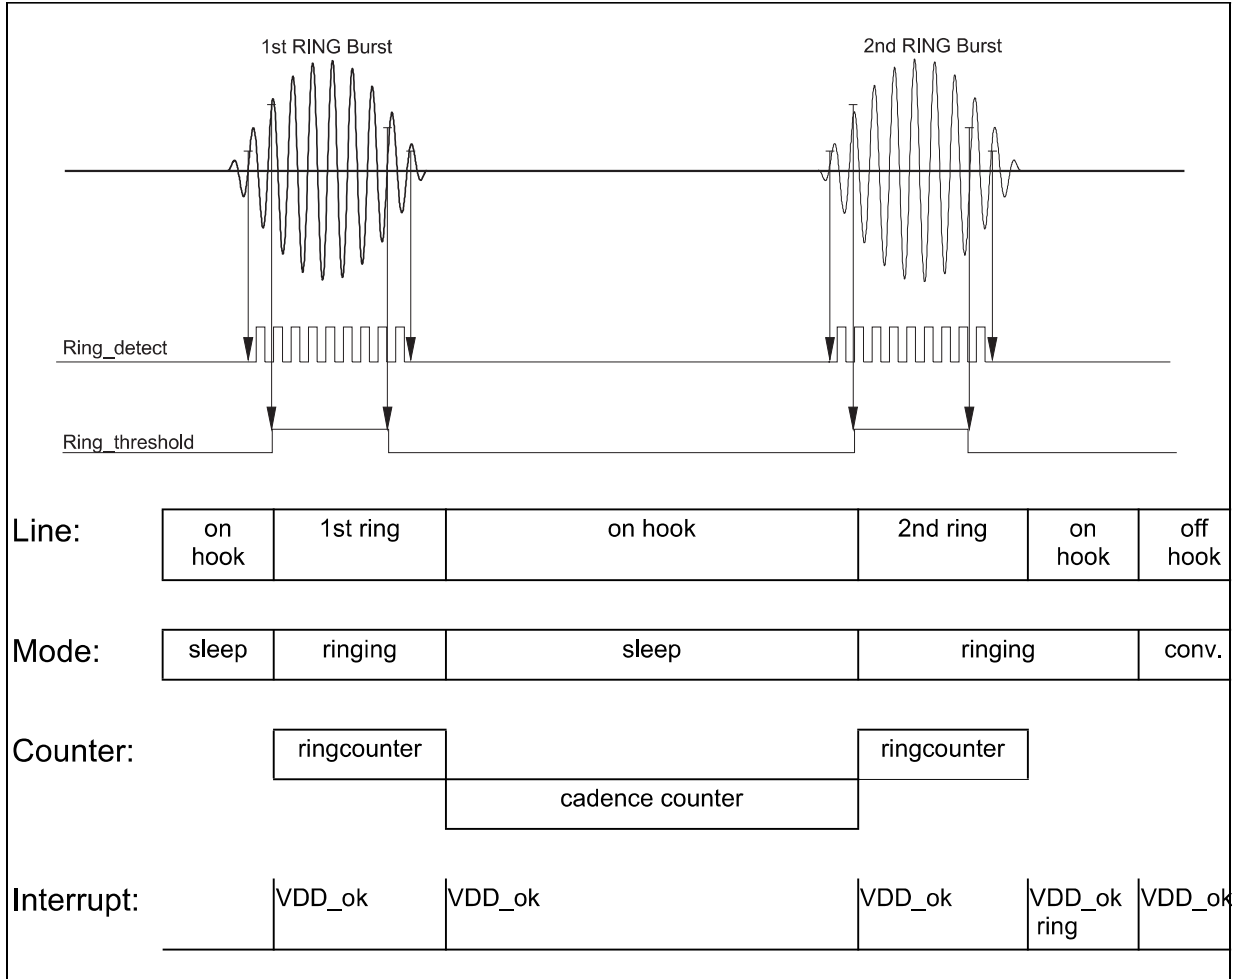 1st RING Burst 2nd RING Burst
Ring_detect
Ring_threshold
Line: on hook 1st ring on hook 2nd ring on hook off hook
Mode: sleep ringing sleep ringing conv.
Counter: ringcounter ringcounter
cadence counter
Interrupt: VDD_ok VDD_ok VDD_ok VDD_ok ring VDD_ok